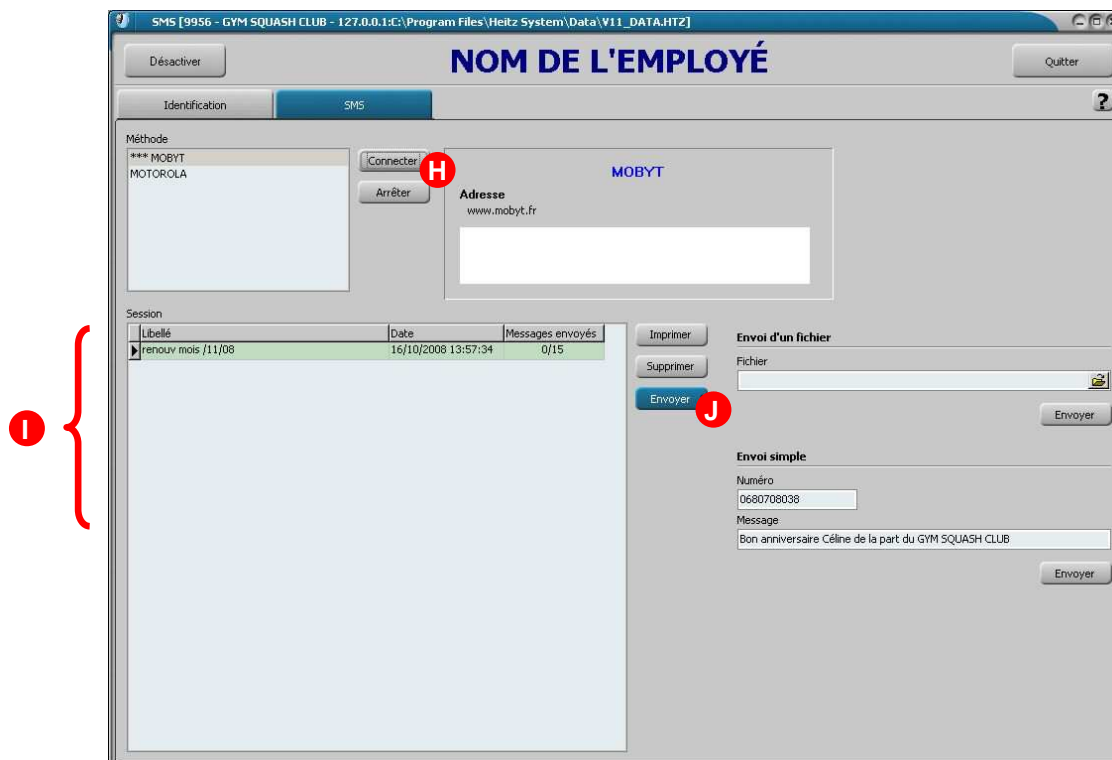 SMS [9956 - GYM SQUASH CLUB - 127.0.0.1:C:\Program Files\Heitz System\Data\V11_DATA.HTZ]
Désactiver
NOM DE L'EMPLOYÉ
Quitter
Identification
SMS
?
Méthode
*** MOBYT
MOTOROLA
Connecter
H
Arrêter
MOBYT
Adresse
www.mobyt.fr
Session
Libellé Date Messages envoyés
renouv mois /11/08 16/10/2008 13:57:34 0/15
I
Imprimer
Supprimer
Envoyer
J
Envoi d'un fichier
Fichier
Envoyer
Envoi simple
Numéro
0680708038
Message
Bon anniversaire Céline de la part du GYM SQUASH CLUB
Envoyer